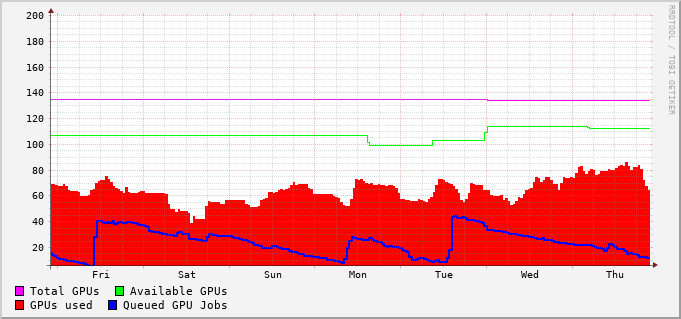 200
180
160
140
120
100
80
60
40
20
Fri Sat Sun Mon Tue Wed Thu
Total GPUs Available GPUs
GPUs used Queued GPU Jobs
RRDTOOL / TOBI OETIKER